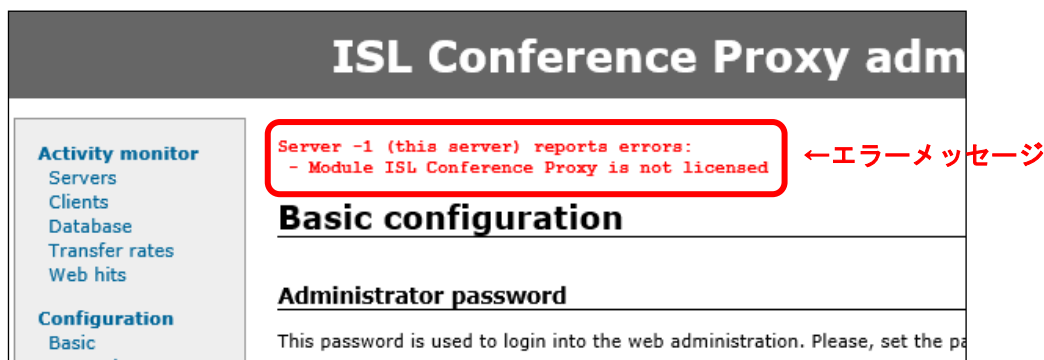 ISL Conference Proxy adm
Activity monitor
Servers
Clients
Database
Transfer rates
Web hits
Configuration
Basic
Server -1 (this server) reports errors:
- Module ISL Conference Proxy is not licensed
←エラーメッセージ
Basic configuration
Administrator password
This password is used to login into the web administration. Please, set the pa